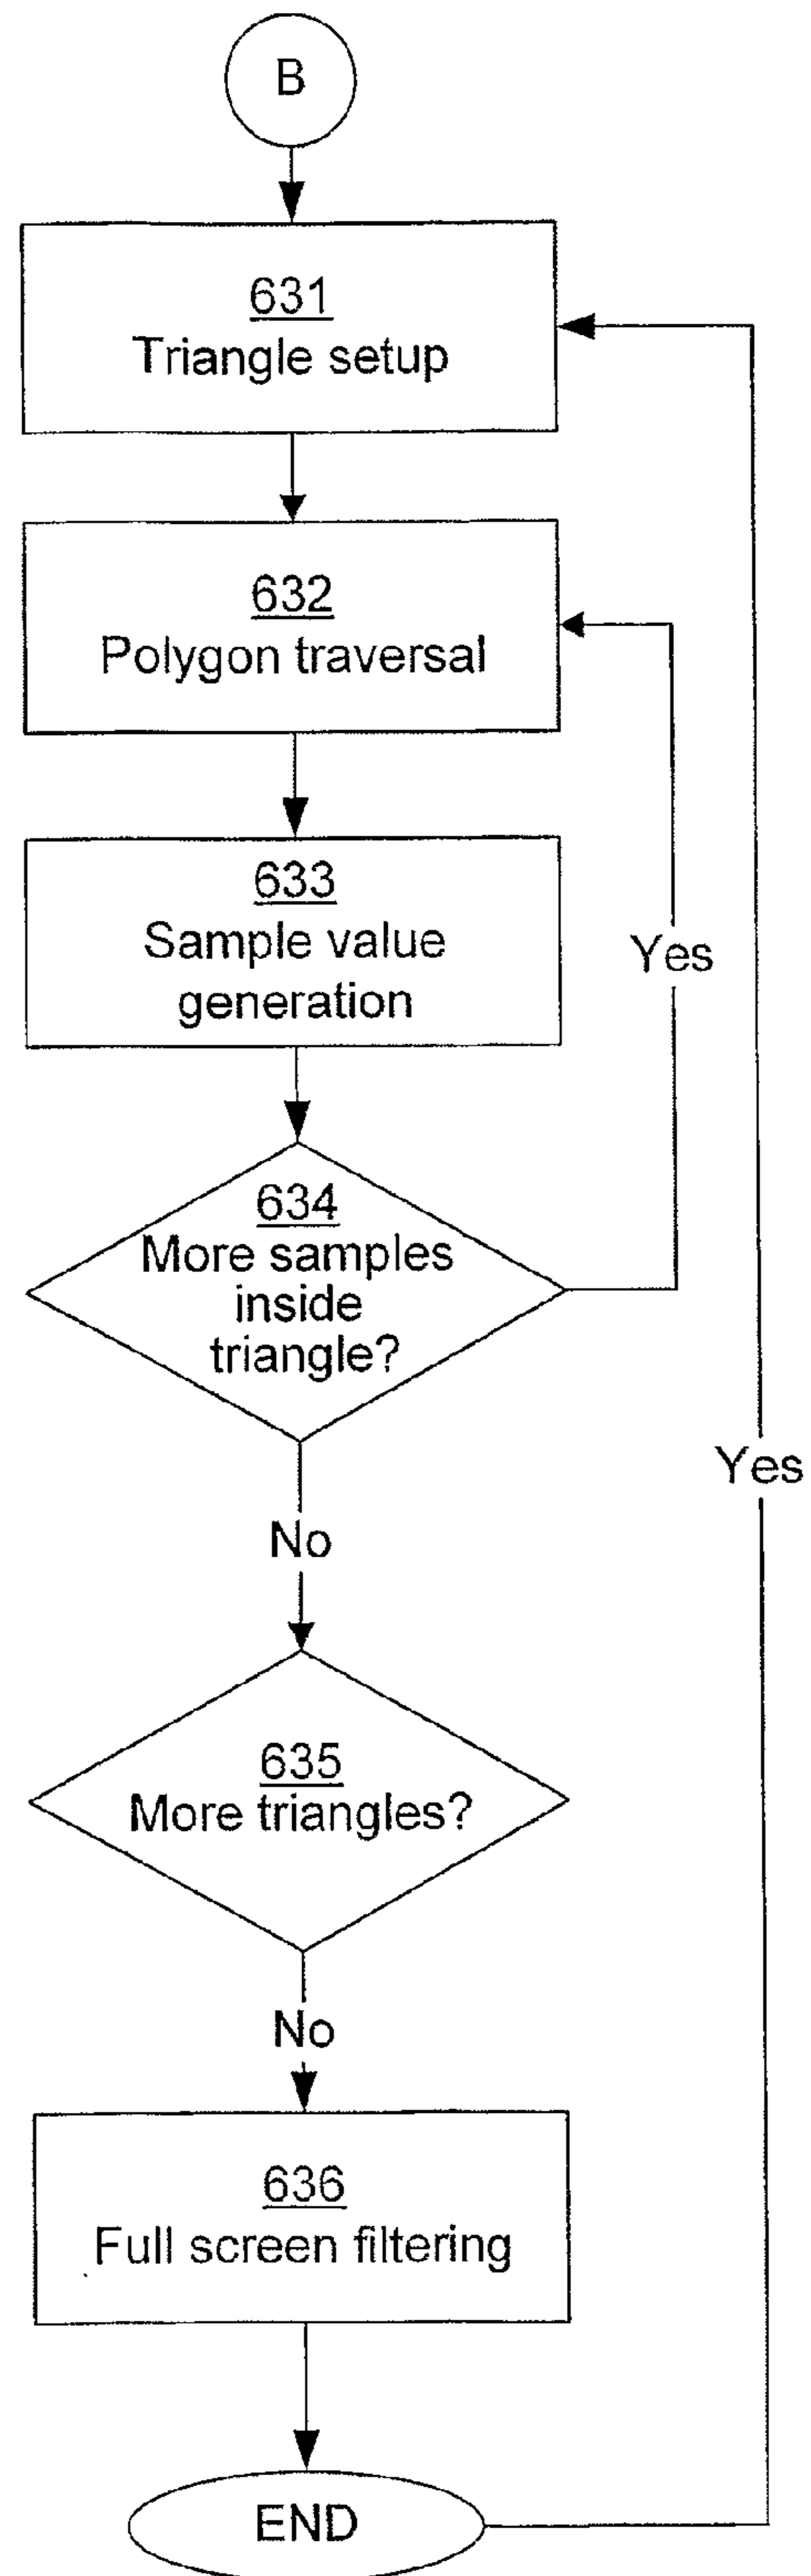 B
631
Triangle setup
632
Polygon traversal
633
Sample value
generation
Yes
634
More samples
inside
triangle?
Yes
No
635
More triangles?
No
636
Full screen filtering
END